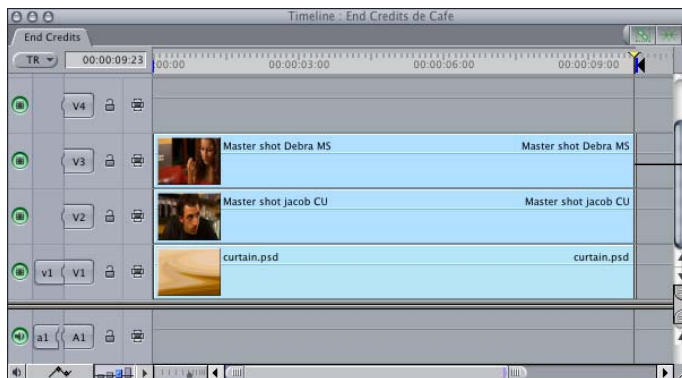 Timeline : End Credits de Cafe
End Credits
TR 00:00:09:23 00:00 00:00:03:00 00:00:06:00 00:00:09:00
V4
V3 Master shot Debra MS Master shot Debra MS
V2 Master shot jacob CU Master shot jacob CU
v1 V1 curtain.psd curtain.psd
a1 A1